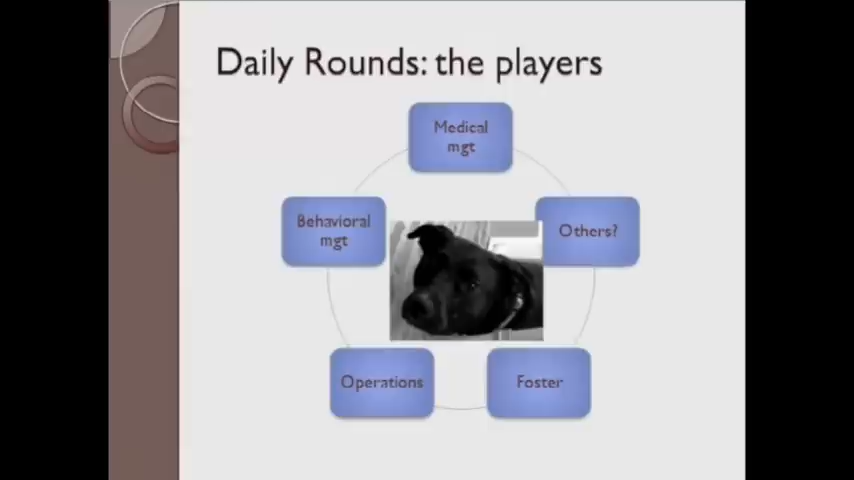 Daily Rounds: the players
Medical
mgt
Behavioral
mgt
Others?
Operations
Foster